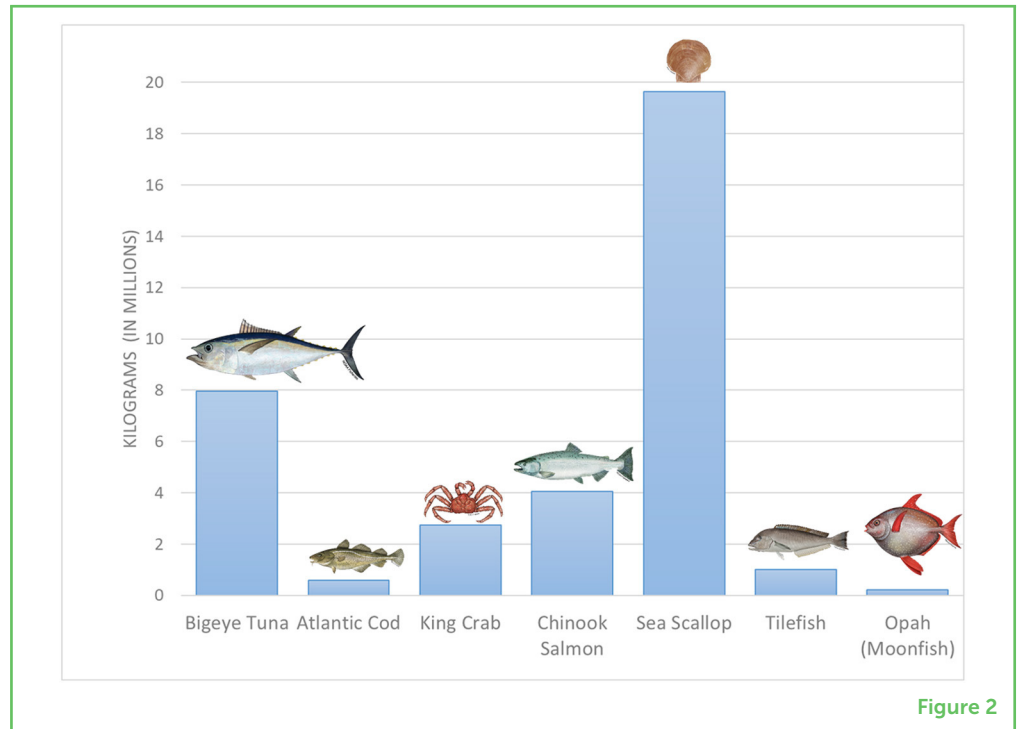 KILOGRAMS (IN MILLIONS)
20
18
16
14
12
10
8
6
4
2
0
Bigeye Tuna
Atlantic Cod
King Crab
Chinook
Salmon
Sea Scallop
Tilefish
Opah
(Moonfish)
Figure 2